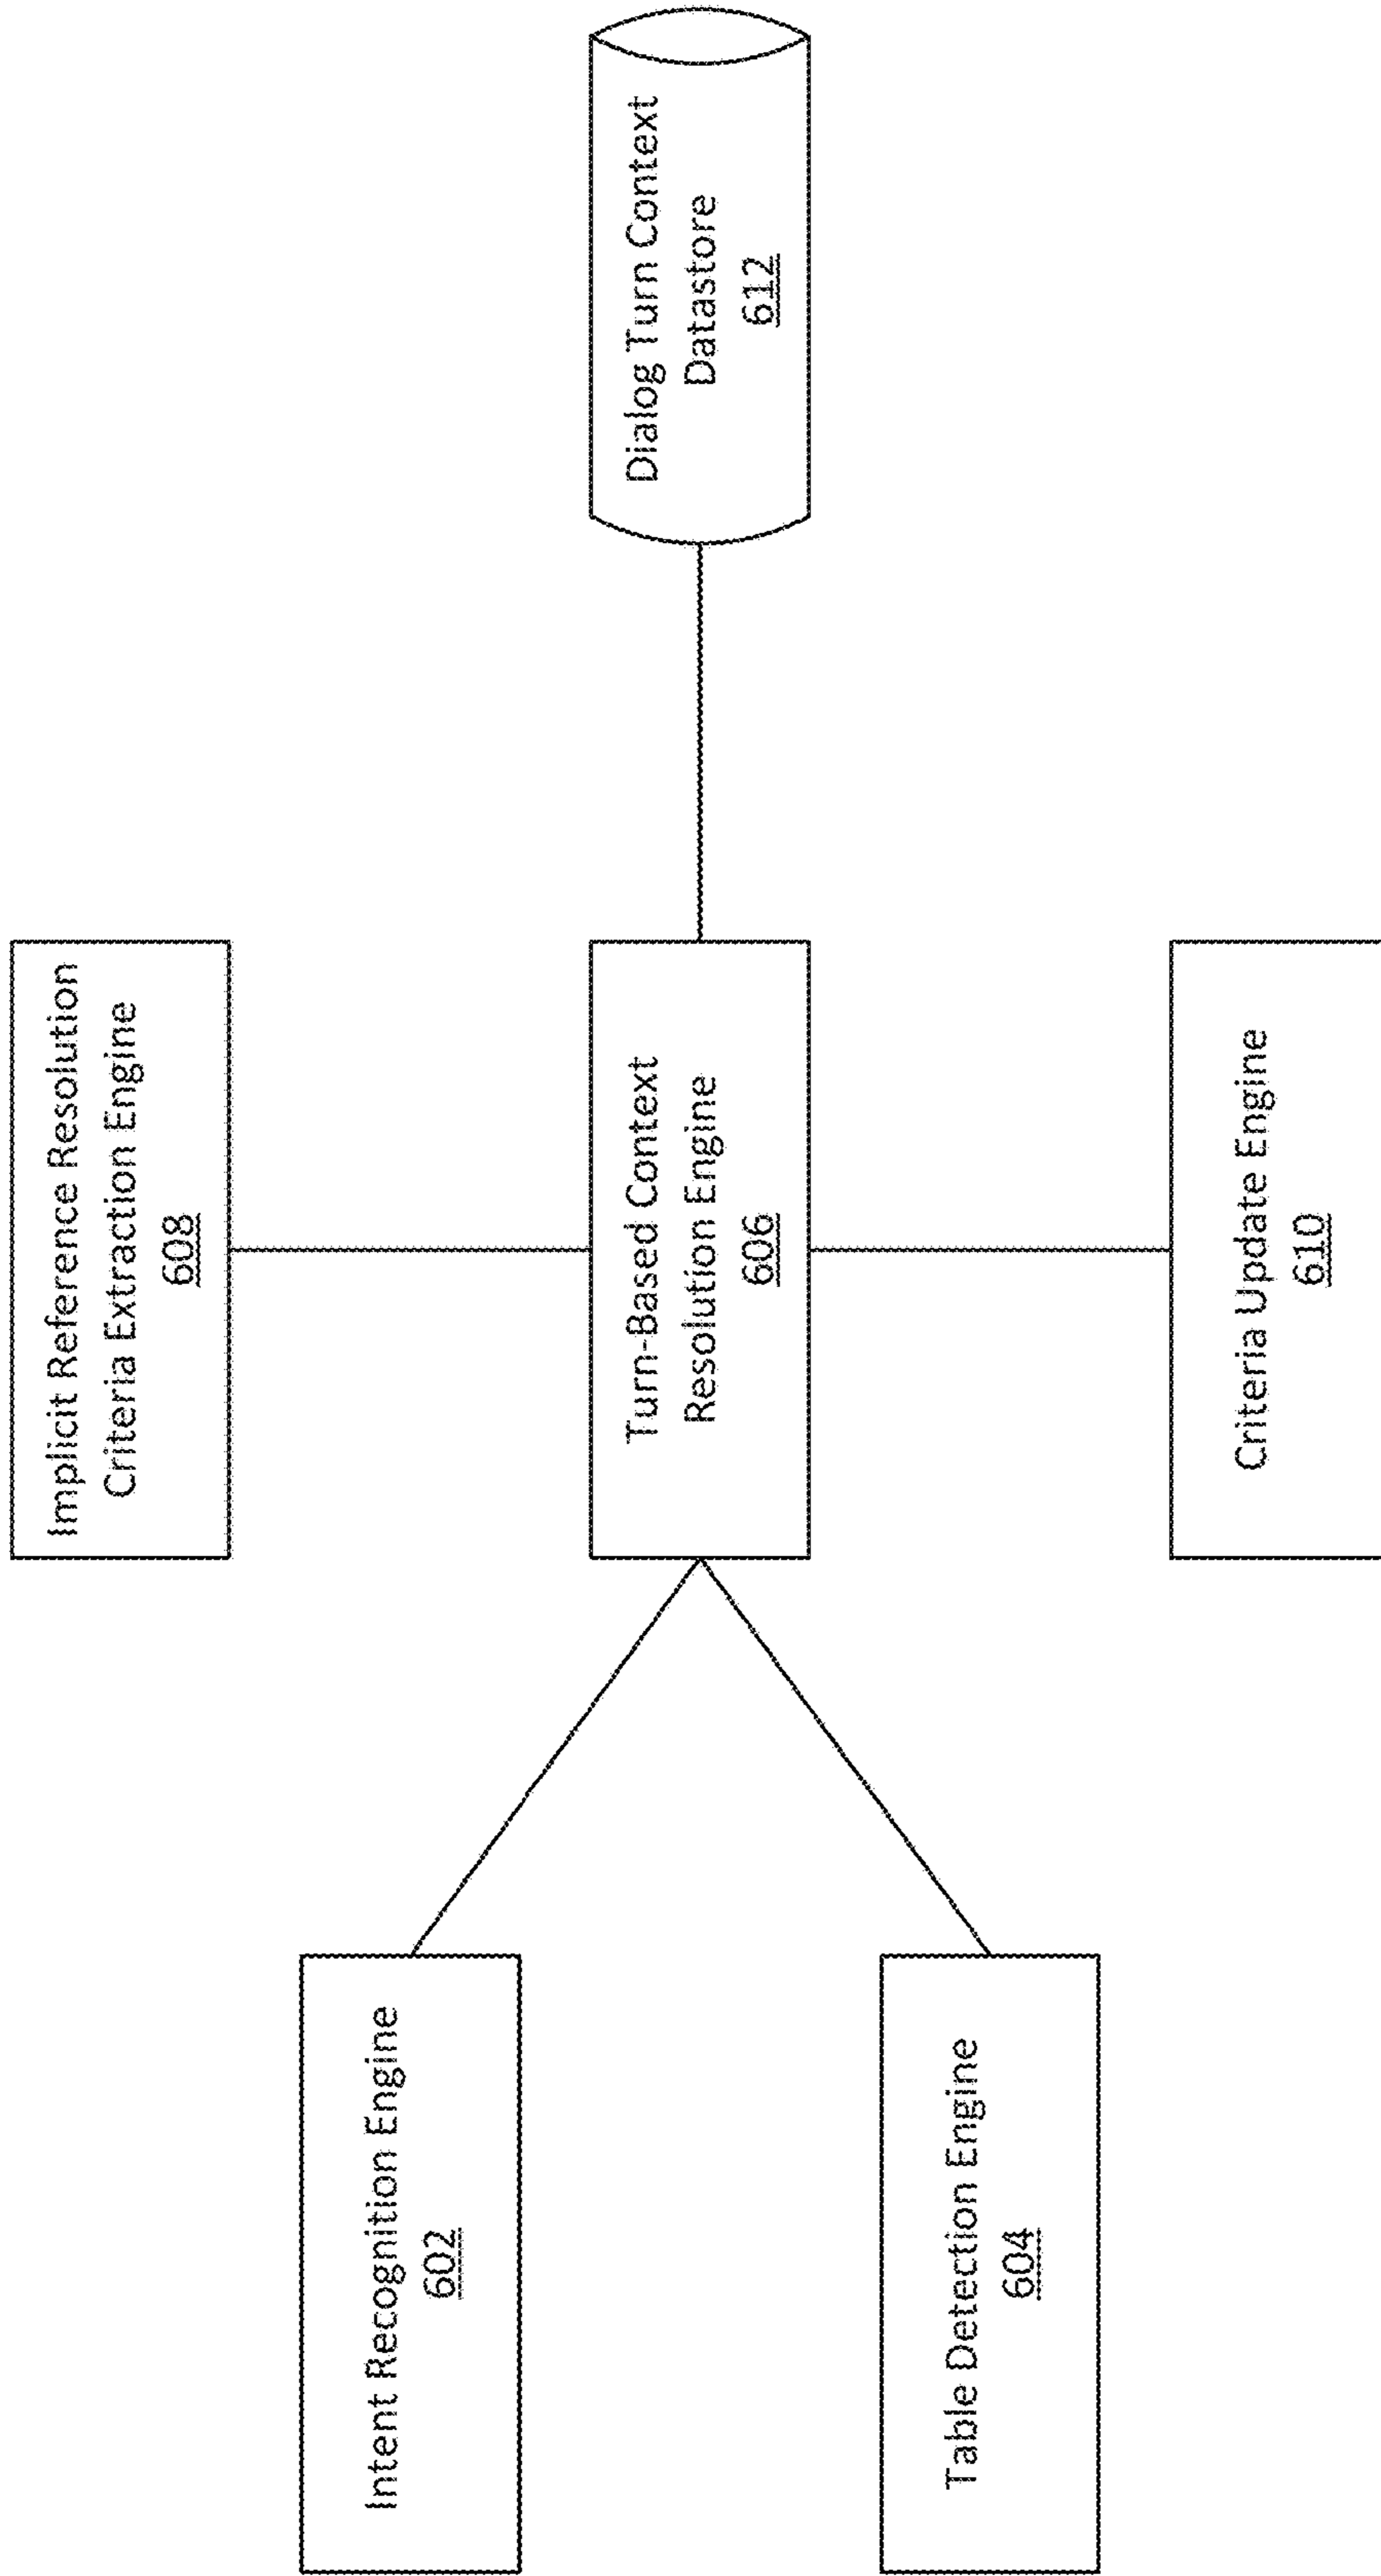 Implicit Reference Resolution
Criteria Extraction Engine
608
Intent Recognition Engine
602
Turn-Based Context
Resolution Engine
606
Dialog Turn Context
Datastore
612
Table Detection Engine
604
Criteria Update Engine
610